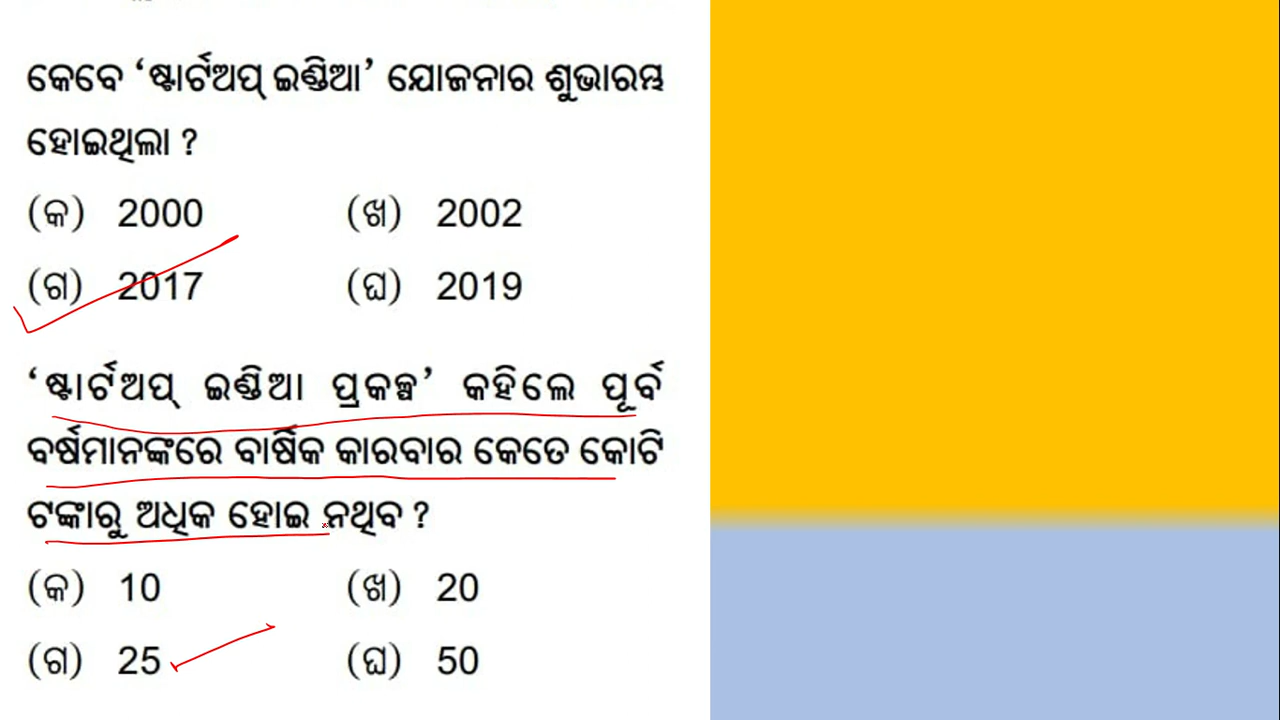 କେବେ ‘ଷ୍ଟାର୍ଟଅପ୍ ଇଣ୍ଡିଆ’ ଯୋଜନାର ଶୁଭାରମ୍ଭ
ହୋଇଥିଲା ?
(କ) 2000 (ଖ) 2002
(ଗ) 2017 (ଘ) 2019
‘ଷ୍ଟାର୍ଟଅପ୍ ଇଣ୍ଡିଆ ପ୍ରକଳ୍ପ’ କହିଲେ ପୂର୍ବ
ବର୍ଷମାନଙ୍କରେ ବାର୍ଷିକ କାରବାର କେତେ କୋଟି
ଟଙ୍କାରୁ ଅଧିକ ହୋଇ ନଥିବ ?
(କ) 10 (ଖ) 20
(ଗ) 25 (ଘ) 50